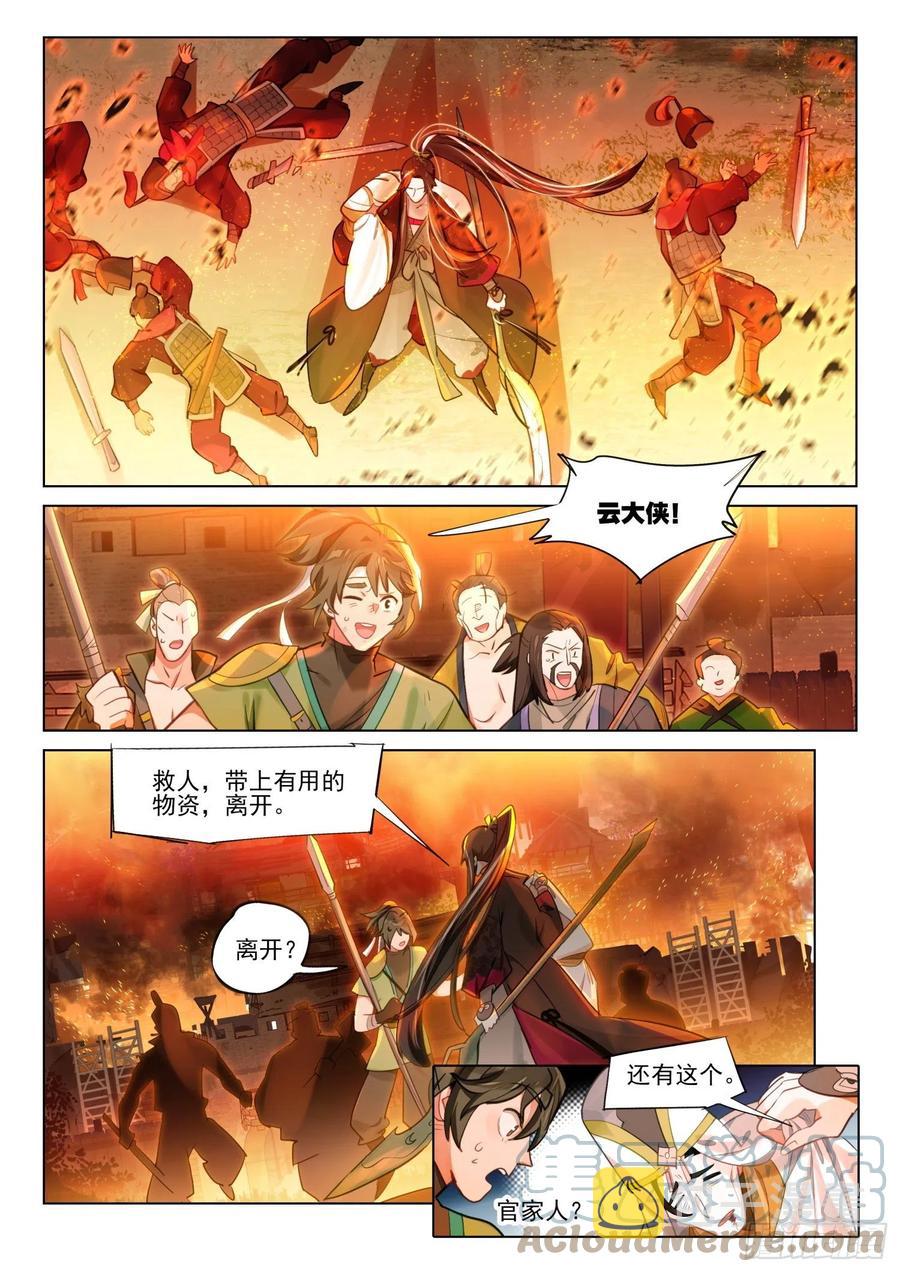 云大侠！
救人，带上有用的
物资，离开。
离开？
还有这个。
官家人？
AcloudMerge.com